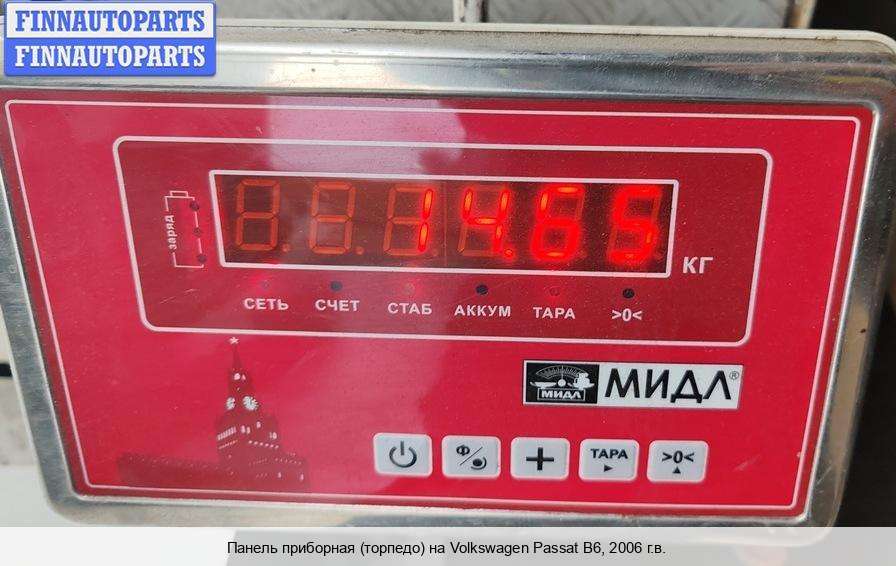 FINNAUTOPARTS
FINNAUTOPARTS
заряд
14.65
КГ
СЕТЬ СЧЕТ СТАБ АККУМ ТАРА >0<
МИДЛ МИДЛ®
Ф ТАРА >0<
Панель приборная (торпедо) на Volkswagen Passat B6, 2006 г.в.